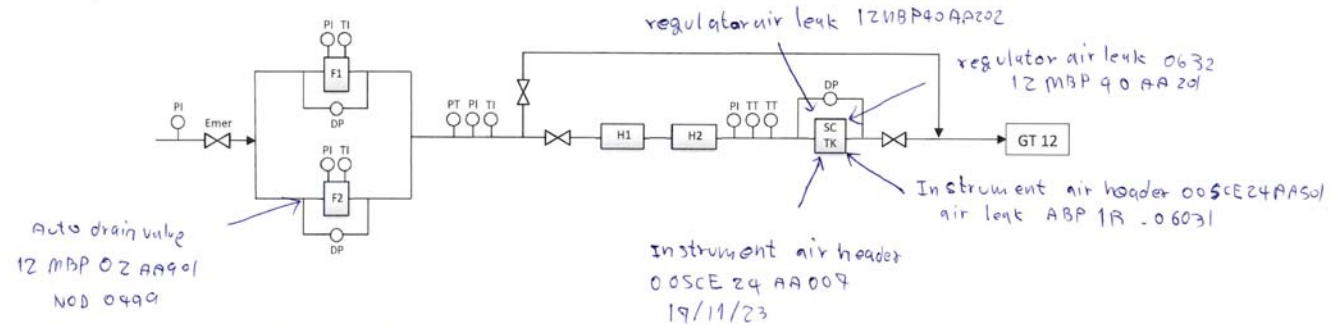 regulator air leak 12MBP40AA202
regulator air leak 0632
12 MBP 40 AA 201
PI TI
F1
DP
PI
Emer
PT PI TI
H1
H2
PI TT TT
DP
SC
TK
GT 12
PI TI
F2
DP
Auto drain valve
12 MBP 02 AA901
NOD 0499
Instrument air header 00SCE24AA501
air leak ABP 1R - 06031
Instrument air header
00SCE 24 AA009
19/11/23